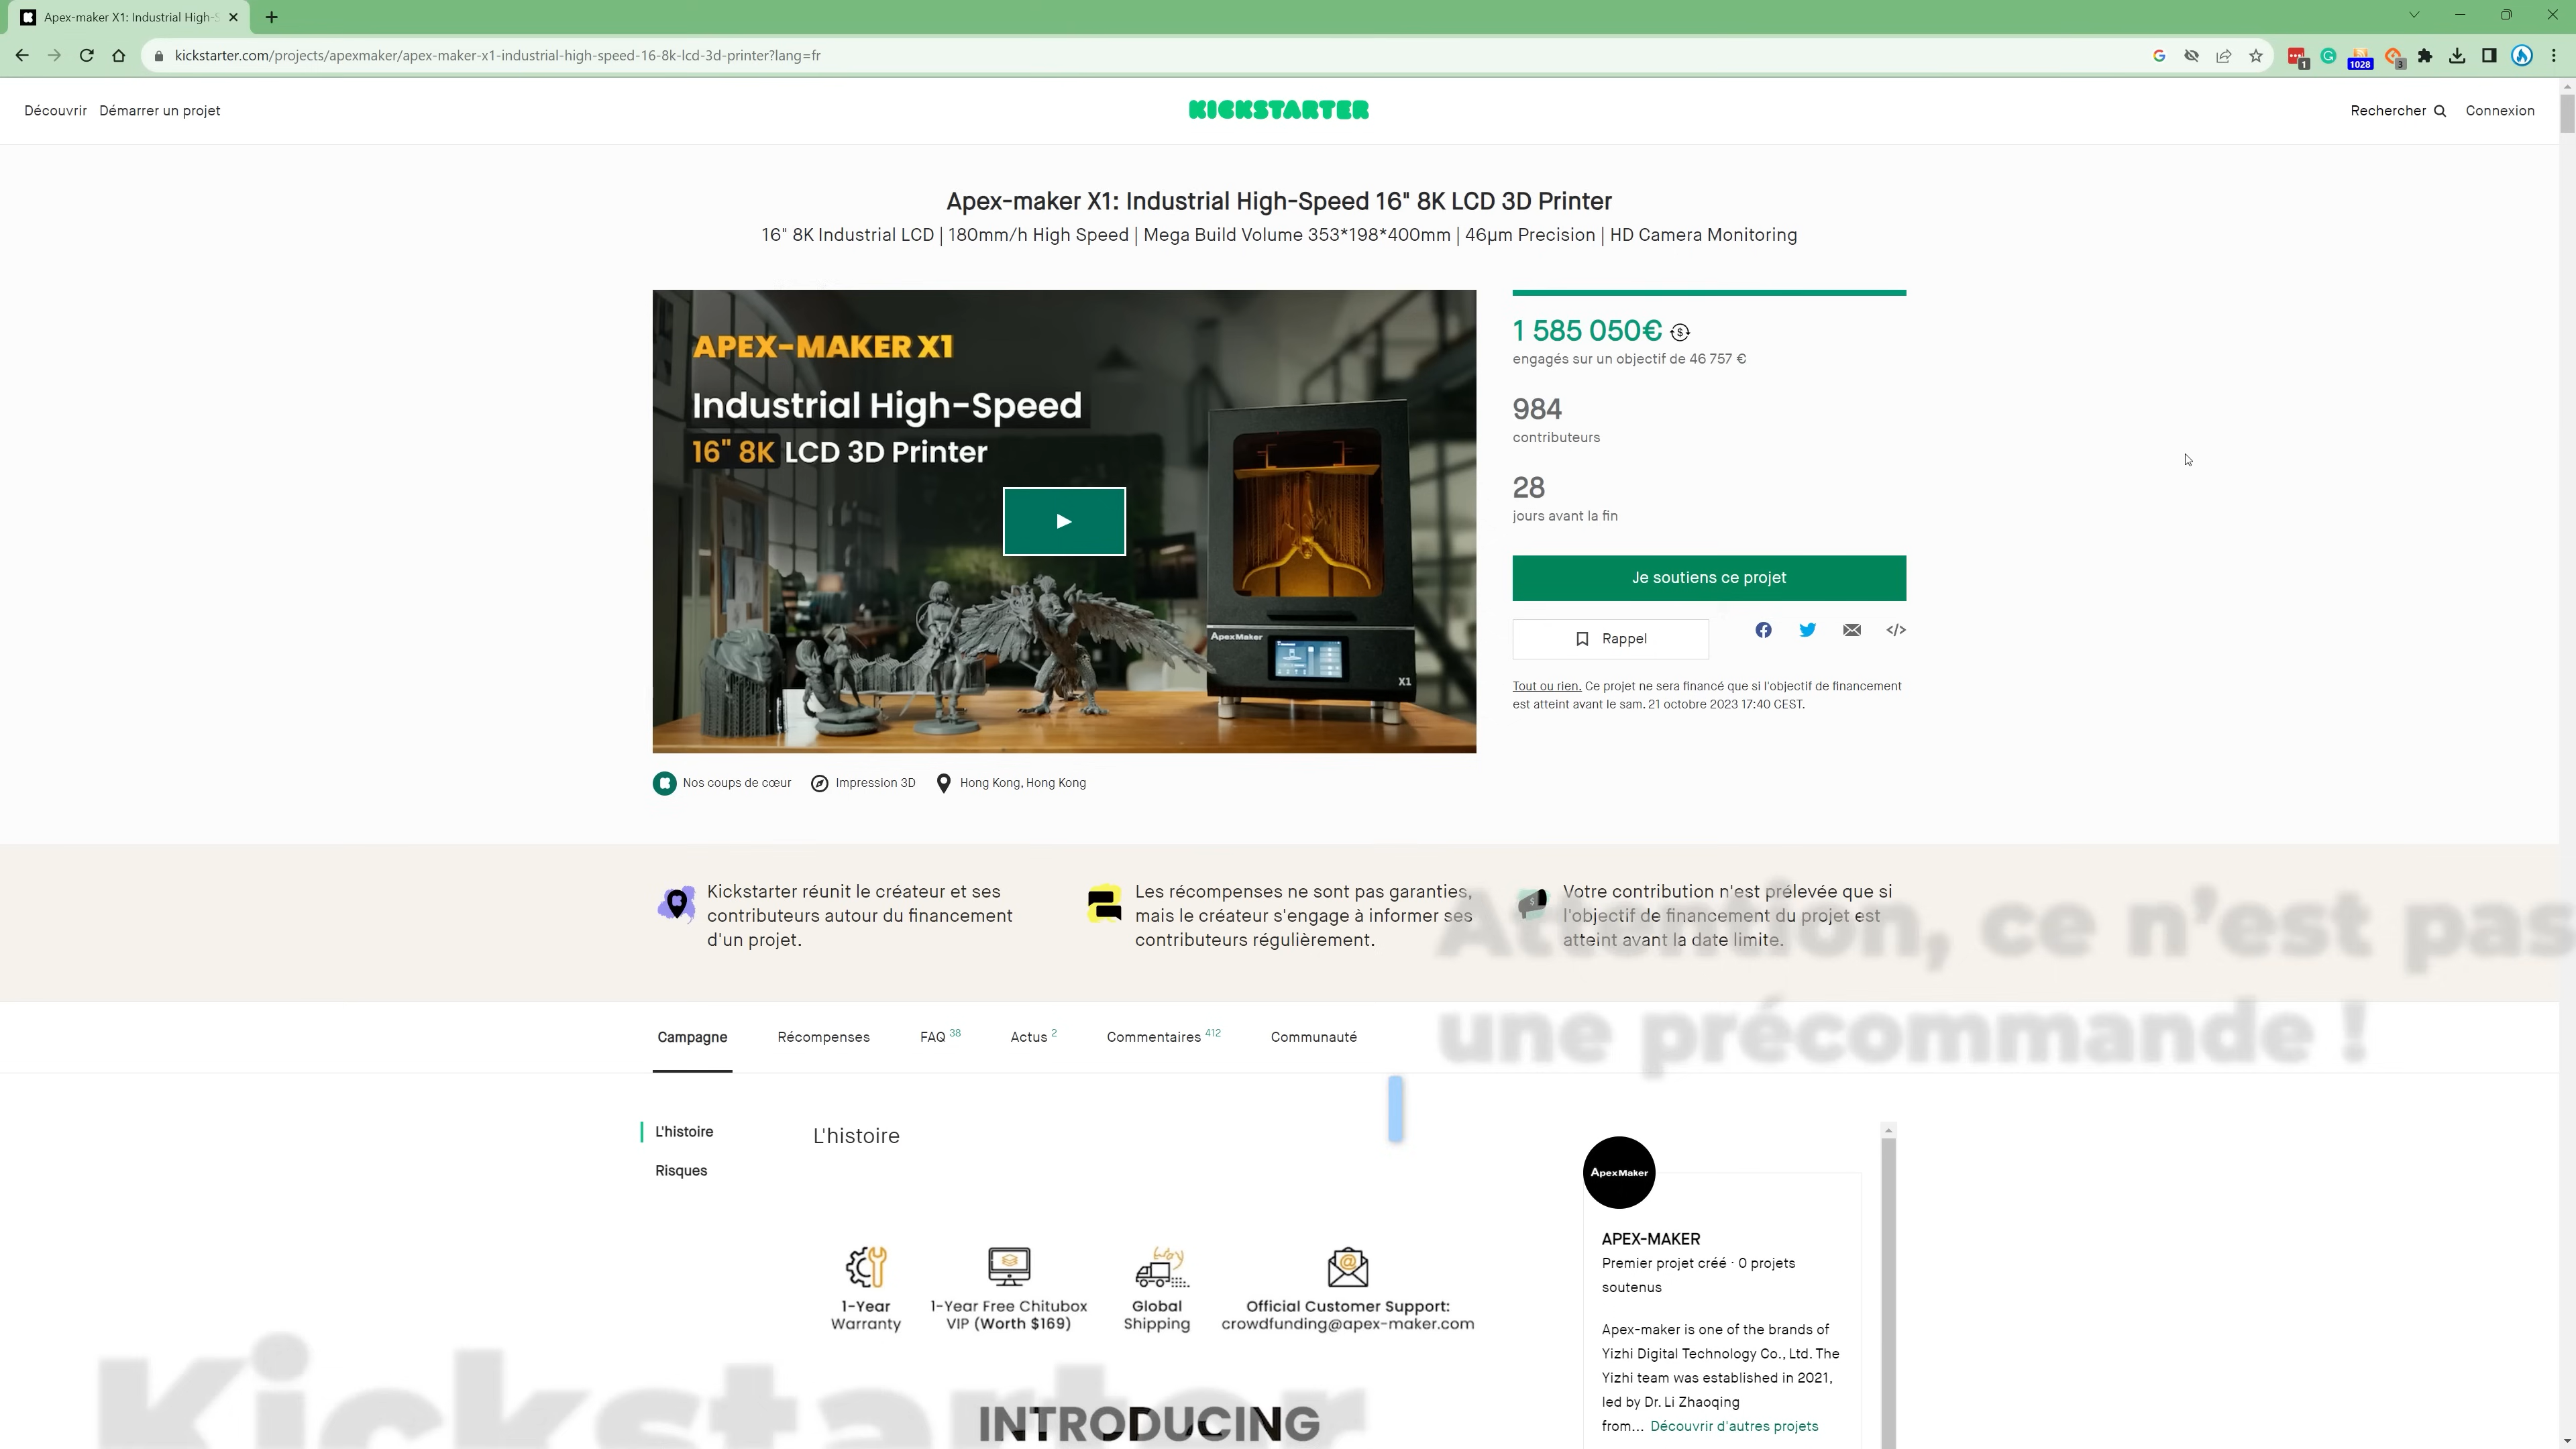 Apex-maker X1: Industrial High-S
kickstarter.com/projects/apexmaker/apex-maker-x1-industrial-high-speed-16-8k-lcd-3d-printer?lang=fr
1
1028
3
Découvrir Démarrer un projet
KICKSTARTER
Rechercher Connexion
Apex-maker X1: Industrial High-Speed 16" 8K LCD 3D Printer
16" 8K Industrial LCD | 180mm/h High Speed | Mega Build Volume 353*198*400mm | 46µm Precision | HD Camera Monitoring
APEX-MAKER X1
Industrial High-Speed
16" 8K LCD 3D Printer
ApexMaker
X1
1 585 050€
engagés sur un objectif de 46 757 €
984
contributeurs
28
jours avant la fin
Je soutiens ce projet
Rappel
Tout ou rien. Ce projet ne sera financé que si l'objectif de financement
est atteint avant le sam. 21 octobre 2023 17:40 CEST.
Nos coups de cœur Impression 3D Hong Kong, Hong Kong
Kickstarter réunit le créateur et ses
contributeurs autour du financement
d'un projet.
Les récompenses ne sont pas garanties,
mais le créateur s'engage à informer ses
contributeurs régulièrement.
Votre contribution n'est prélevée que si
l'objectif de financement du projet est
atteint avant la date limite.
Attention, ce n'est pas
une précommande !
Campagne Récompenses FAQ 38 Actus 2 Commentaires 412 Communauté
L'histoire
Risques
L'histoire
1-Year
Warranty
1-Year Free Chitubox
VIP (Worth $169)
Way
Global
Shipping
Official Customer Support:
crowdfunding@apex-maker.com
ApexMaker
APEX-MAKER
Premier projet créé · 0 projets
soutenus
Apex-maker is one of the brands of
Yizhi Digital Technology Co., Ltd. The
Yizhi team was established in 2021,
led by Dr. Li Zhaoqing
from... Découvrir d'autres projets
Kickstarter
INTRODUCING